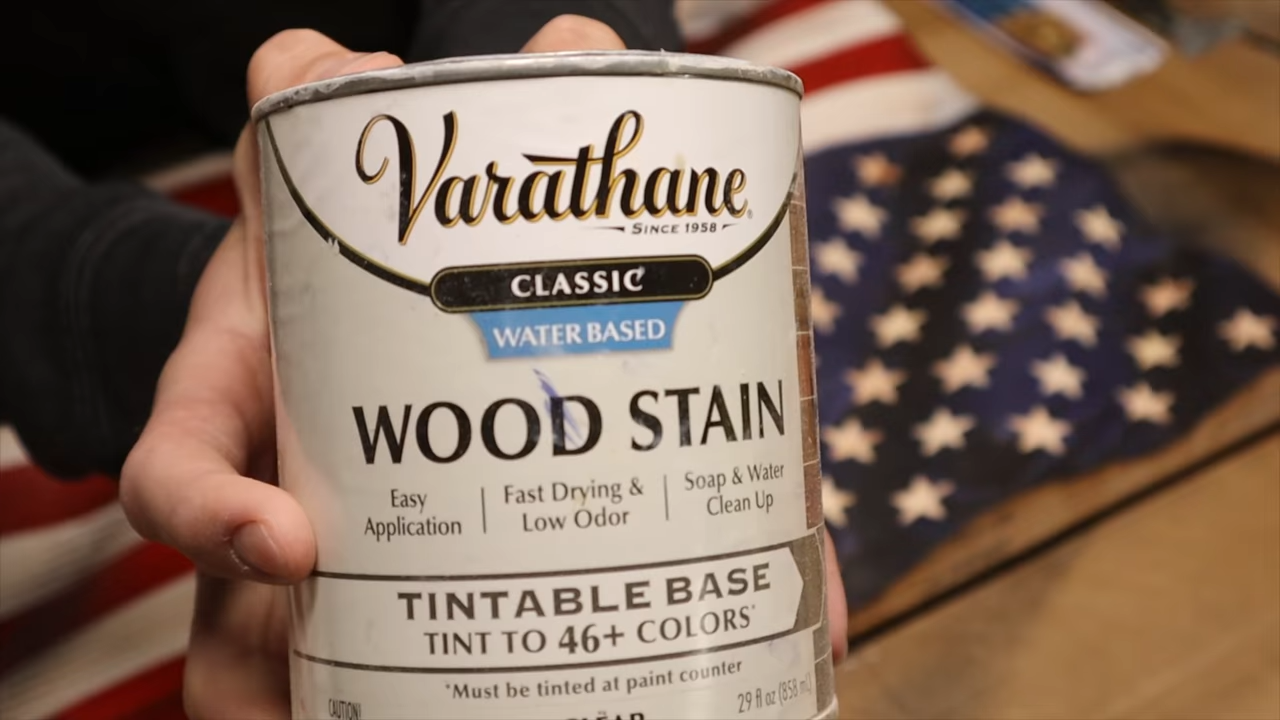 Varathane®
SINCE 1958
CLASSIC
WATER BASED
WOOD STAIN
Easy Application
Fast Drying & Low Odor
Soap & Water Clean Up
TINTABLE BASE
TINT TO 46+ COLORS*
*Must be tinted at paint counter
29 fl oz (858 mL)
CAUTION!